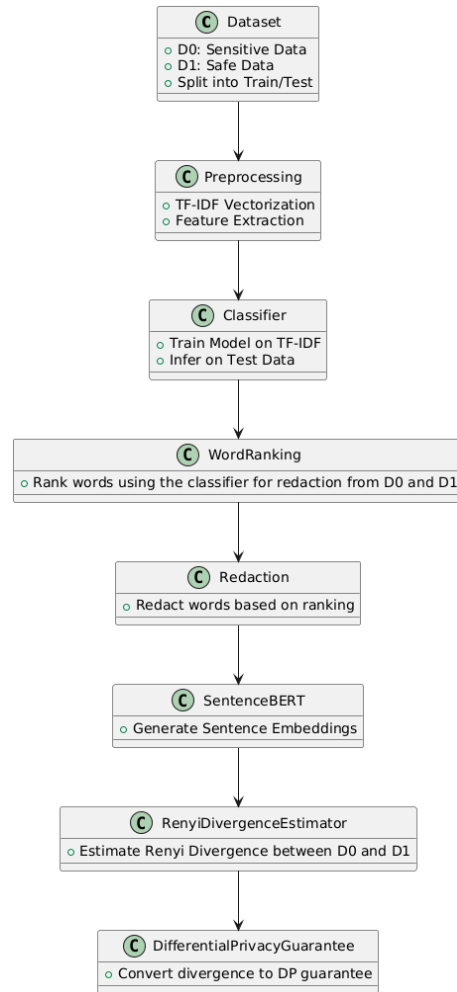 C Dataset
D0: Sensitive Data
D1: Safe Data
Split into Train/Test
C Preprocessing
TF-IDF Vectorization
Feature Extraction
C Classifier
Train Model on TF-IDF
Infer on Test Data
C WordRanking
Rank words using the classifier for redaction from D0 and D1
C Redaction
Redact words based on ranking
C SentenceBERT
Generate Sentence Embeddings
C RenyiDivergenceEstimator
Estimate Renyi Divergence between D0 and D1
C DifferentialPrivacyGuarantee
Convert divergence to DP guarantee